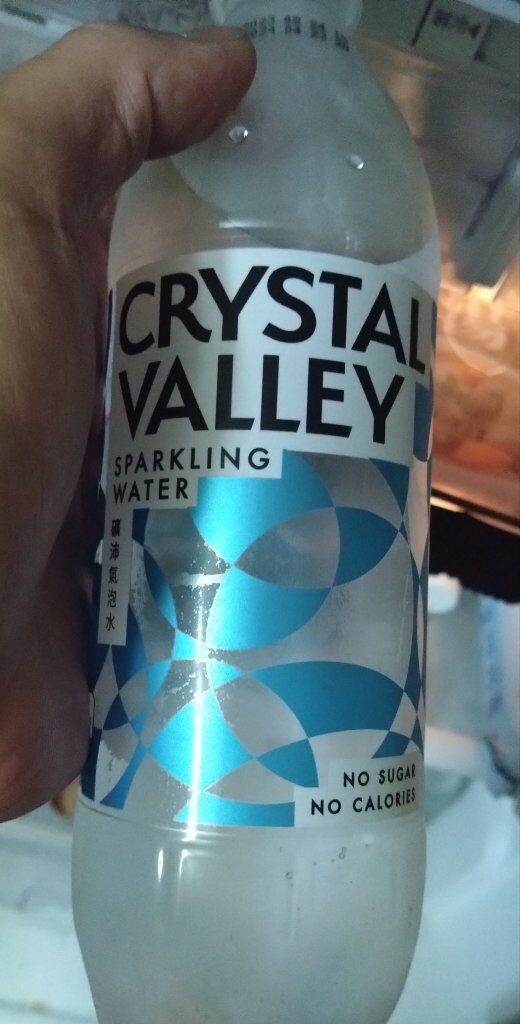 CRYSTAL
VALLEY
SPARKLING
WATER
礦沛氣泡水
NO SUGAR
NO CALORIES